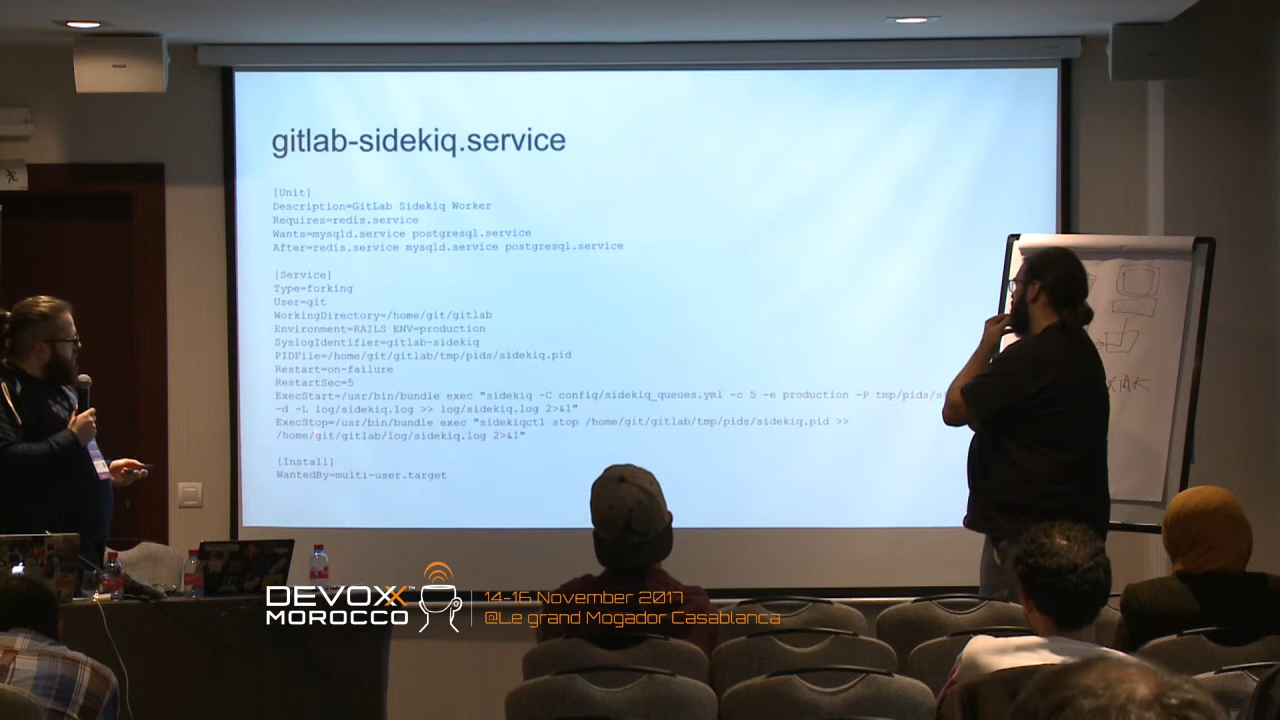 gitlab-sidekiq.service
[Unit]
Description=GitLab Sidekiq Worker
Requires=redis.service
Wants=mysqld.service postgresql.service
After=redis.service mysqld.service postgresql.service
[Service]
Type=forking
User=git
WorkingDirectory=/home/git/gitlab
Environment=RAILS_ENV=production
SyslogIdentifier=gitlab-sidekiq
PIDFile=/home/git/gitlab/tmp/pids/sidekiq.pid
Restart=on-failure
RestartSec=5
ExecStart=/usr/bin/bundle exec "sidekiq -C config/sidekiq_queues.yml -c 5 -e production -P tmp/pids/s
-d -L log/sidekiq.log >> log/sidekiq.log 2>&1"
ExecStop=/usr/bin/bundle exec "sidekiqctl stop /home/git/gitlab/tmp/pids/sidekiq.pid >>
/home/git/gitlab/log/sidekiq.log 2>&1"
[Install]
WantedBy=multi-user.target
DEVOXX™
MOROCCO
14-16 November 2017
@Le grand Mogador Casablanca